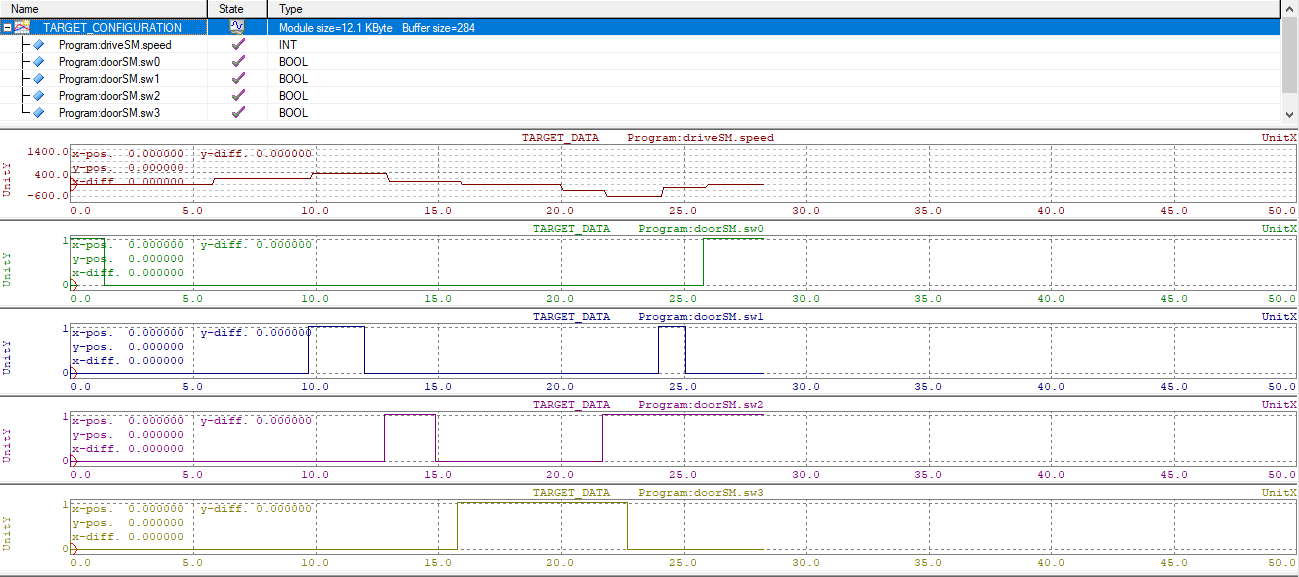 Name State Type
TARGET_CONFIGURATION Module size=12.1 KByte Buffer size=284
Program:driveSM.speed INT
Program:doorSM.sw0 BOOL
Program:doorSM.sw1 BOOL
Program:doorSM.sw2 BOOL
Program:doorSM.sw3 BOOL
TARGET_DATA Program:driveSM.speed UnitX
1400.0 x-pos. 0.000000 y-diff. 0.000000
y-pos. 0.000000
UnitY
400.0 x-diff. 0.000000
-600.0
0.0 5.0 10.0 15.0 20.0 25.0 30.0 35.0 40.0 45.0 50.0
TARGET_DATA Program:doorSM.sw0 UnitX
1 x-pos. 0.000000 y-diff. 0.000000
y-pos. 0.000000
UnitY
x-diff. 0.000000
0
0.0 5.0 10.0 15.0 20.0 25.0 30.0 35.0 40.0 45.0 50.0
TARGET_DATA Program:doorSM.sw1 UnitX
1 x-pos. 0.000000 y-diff. 0.000000
y-pos. 0.000000
UnitY
x-diff. 0.000000
0
0.0 5.0 10.0 15.0 20.0 25.0 30.0 35.0 40.0 45.0 50.0
TARGET_DATA Program:doorSM.sw2 UnitX
1 x-pos. 0.000000 y-diff. 0.000000
y-pos. 0.000000
UnitY
x-diff. 0.000000
0
0.0 5.0 10.0 15.0 20.0 25.0 30.0 35.0 40.0 45.0 50.0
TARGET_DATA Program:doorSM.sw3 UnitX
1 x-pos. 0.000000 y-diff. 0.000000
y-pos. 0.000000
UnitY
x-diff. 0.000000
0
0.0 5.0 10.0 15.0 20.0 25.0 30.0 35.0 40.0 45.0 50.0